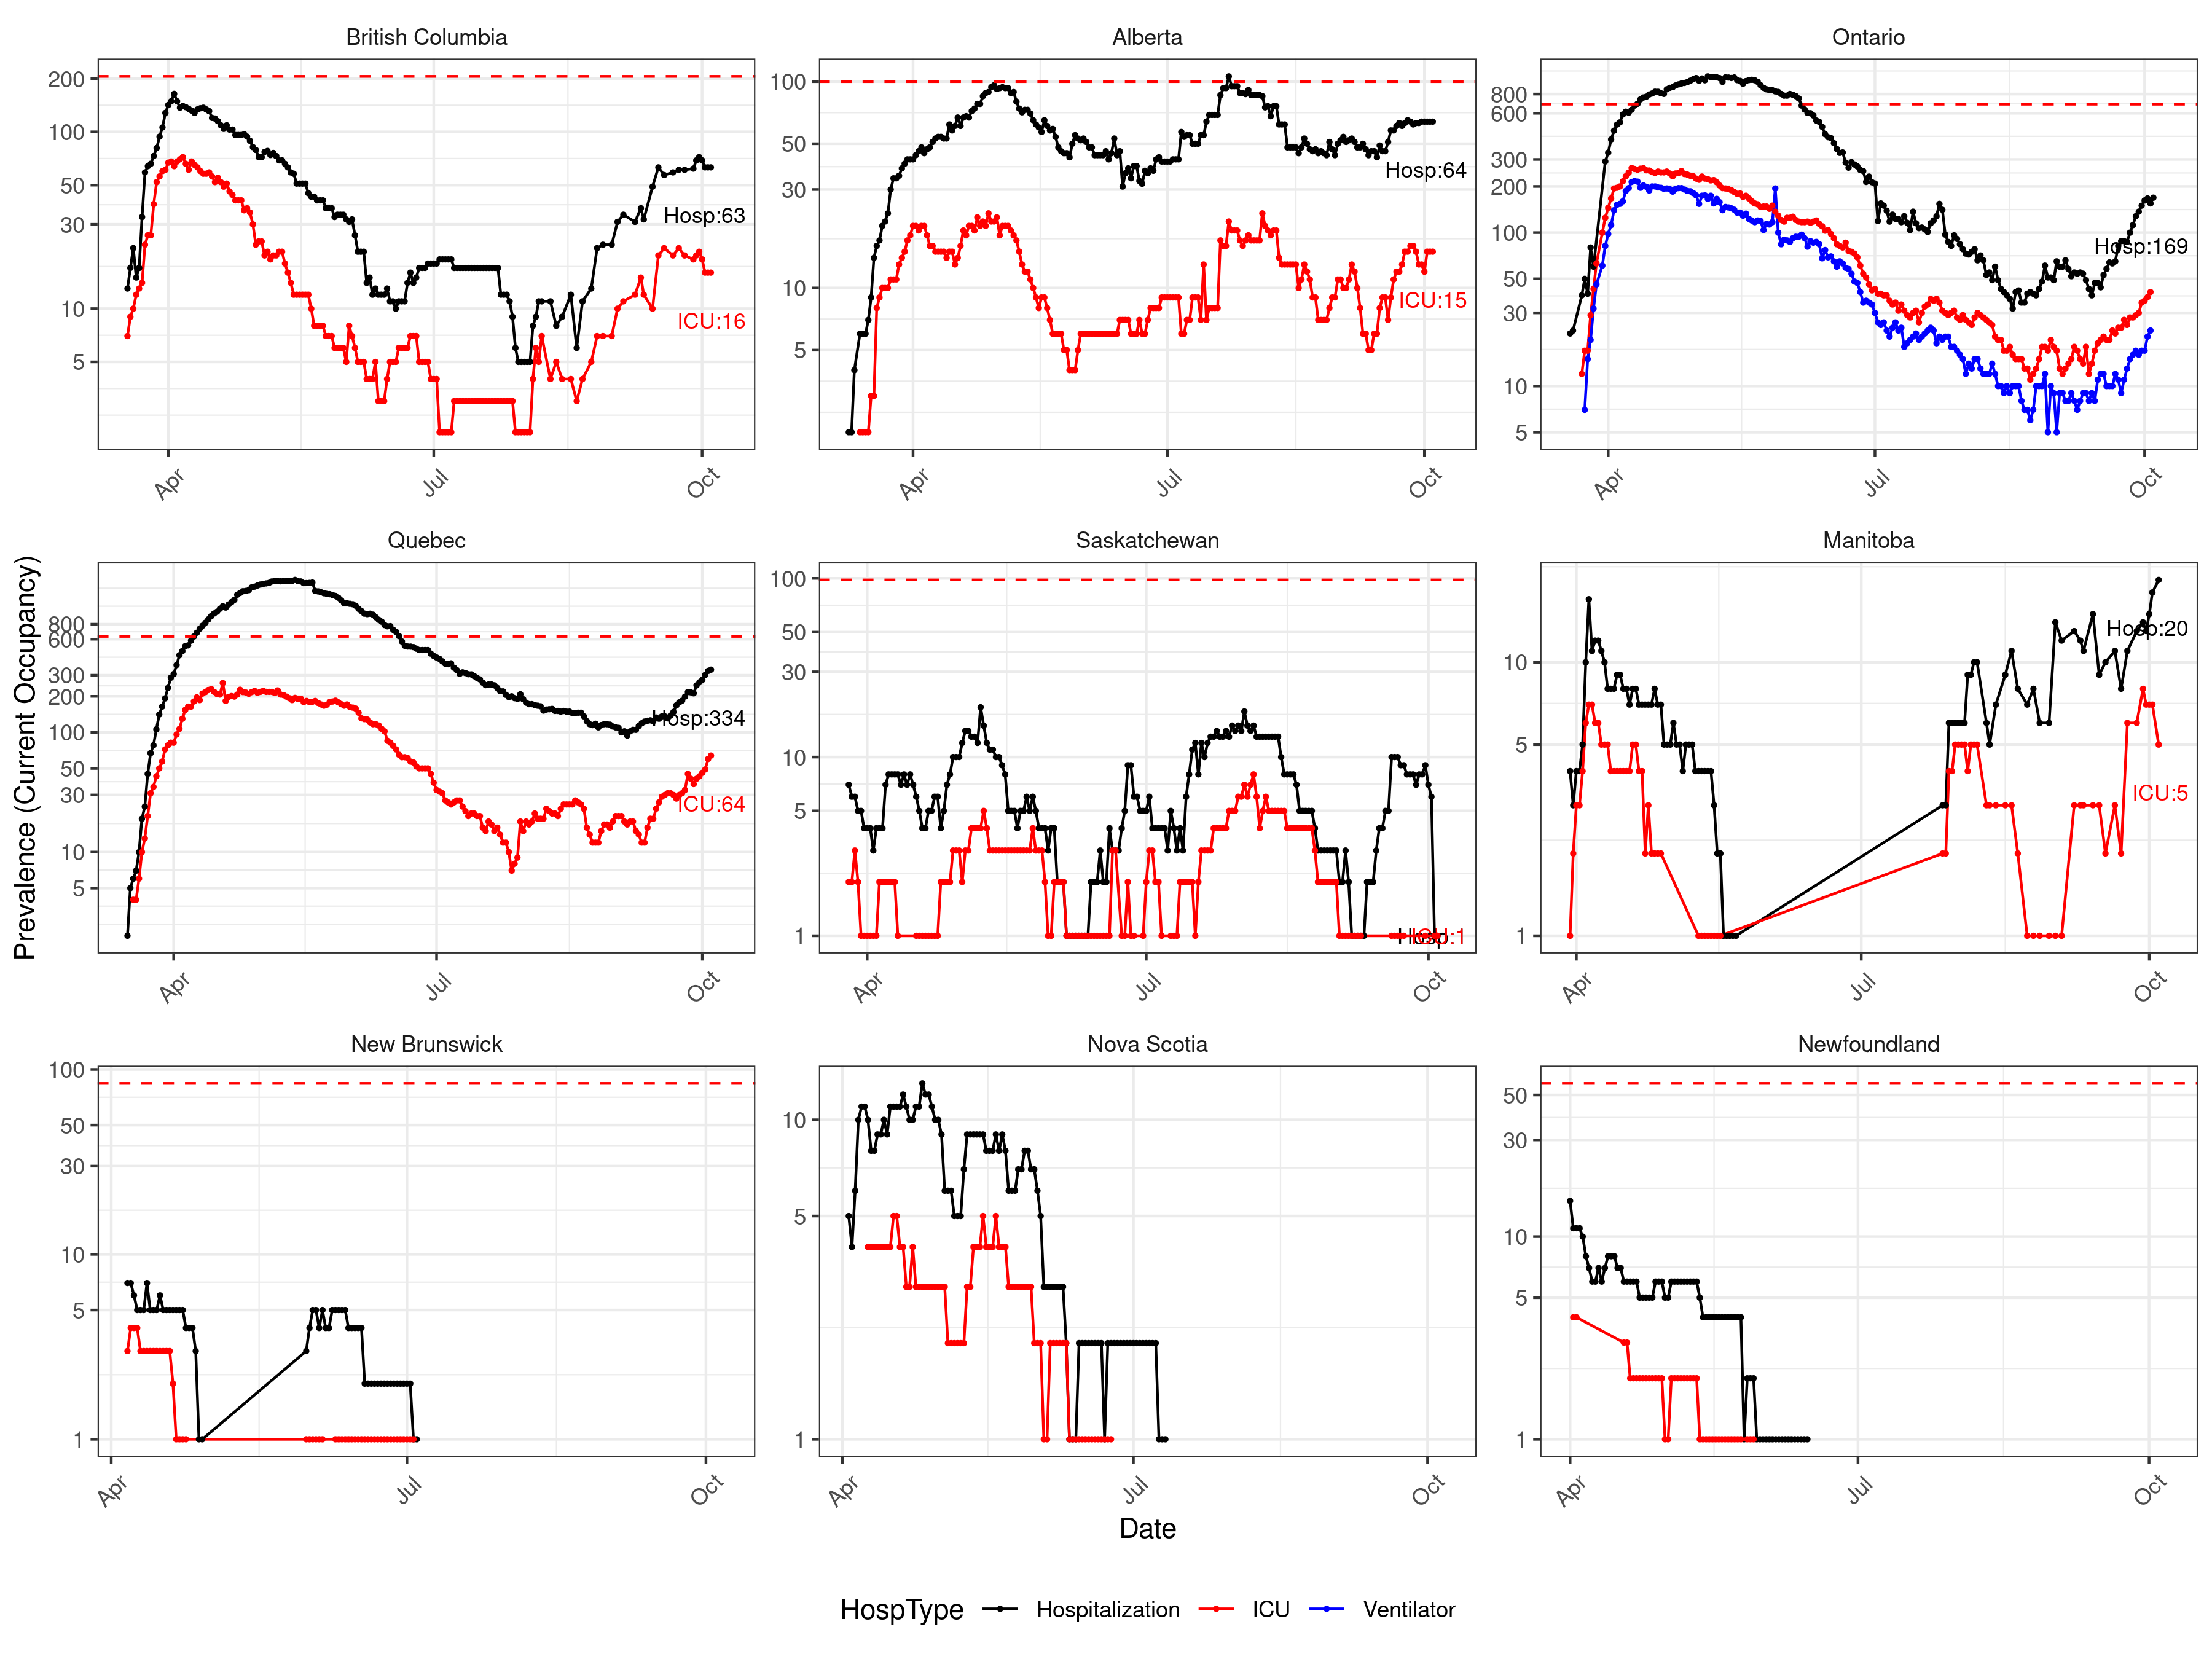 British Columbia
200
100
50
30
10
5
Hosp:63
ICU:16
Apr
Jul
Oct
Alberta
100
50
30
10
5
Hosp:64
ICU:15
Apr
Jul
Oct
Ontario
800
600
300
200
100
50
30
10
5
Hosp:169
Apr
Jul
Oct
Prevalence (Current Occupancy)
Quebec
800
600
300
200
100
50
30
10
5
Hosp:334
ICU:64
Apr
Jul
Oct
Saskatchewan
100
50
30
10
5
1
ICU:1
Apr
Jul
Oct
Manitoba
10
5
1
Hosp:20
ICU:5
Apr
Jul
Oct
New Brunswick
100
50
30
10
5
1
Apr
Jul
Oct
Nova Scotia
10
5
1
Apr
Jul
Oct
Newfoundland
50
30
10
5
1
Apr
Jul
Oct
Date
HospType
Hospitalization
ICU
Ventilator